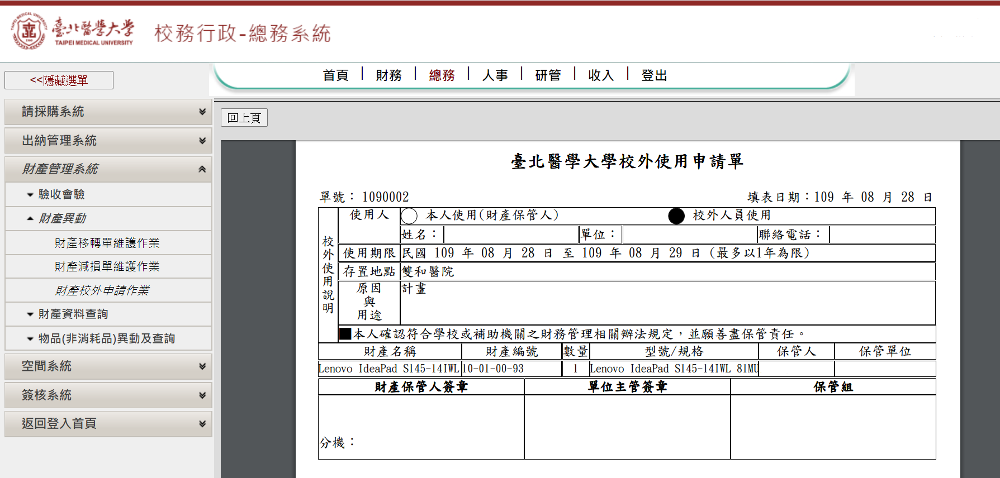 臺北醫學大學
TAIPEI MEDICAL UNIVERSITY
校務行政-總務系統
首頁 | 財務 | 總務 | 人事 | 研管 | 收入 | 登出
<<隱藏選單
請採購系統
出納管理系統
財產管理系統
驗收會驗
財產異動
財產移轉單維護作業
財產減損單維護作業
財產校外申請作業
財產資料查詢
物品(非消耗品)異動及查詢
空間系統
簽核系統
返回登入首頁
回上頁
臺北醫學大學校外使用申請單
單號： 1090002 填表日期：109 年 08 月 28 日
校外使用說明
使用人 本人使用(財產保管人) 校外人員使用
姓名： 單位： 聯絡電話：
使用期限 民國 109 年 08 月 28 日 至 109 年 08 月 29 日 (最多以1年為限)
存置地點 雙和醫院
原因
與
用途
計畫
■本人確認符合學校或補助機關之財務管理相關辦法規定，並願善盡保管責任。
財產名稱 財產編號 數量 型號/規格 保管人 保管單位
Lenovo IdeaPad S145-14IWL 10-01-00-93 1 Lenovo IdeaPad S145-14IWL 81MU
財產保管人簽章 單位主管簽章 保管組
分機：